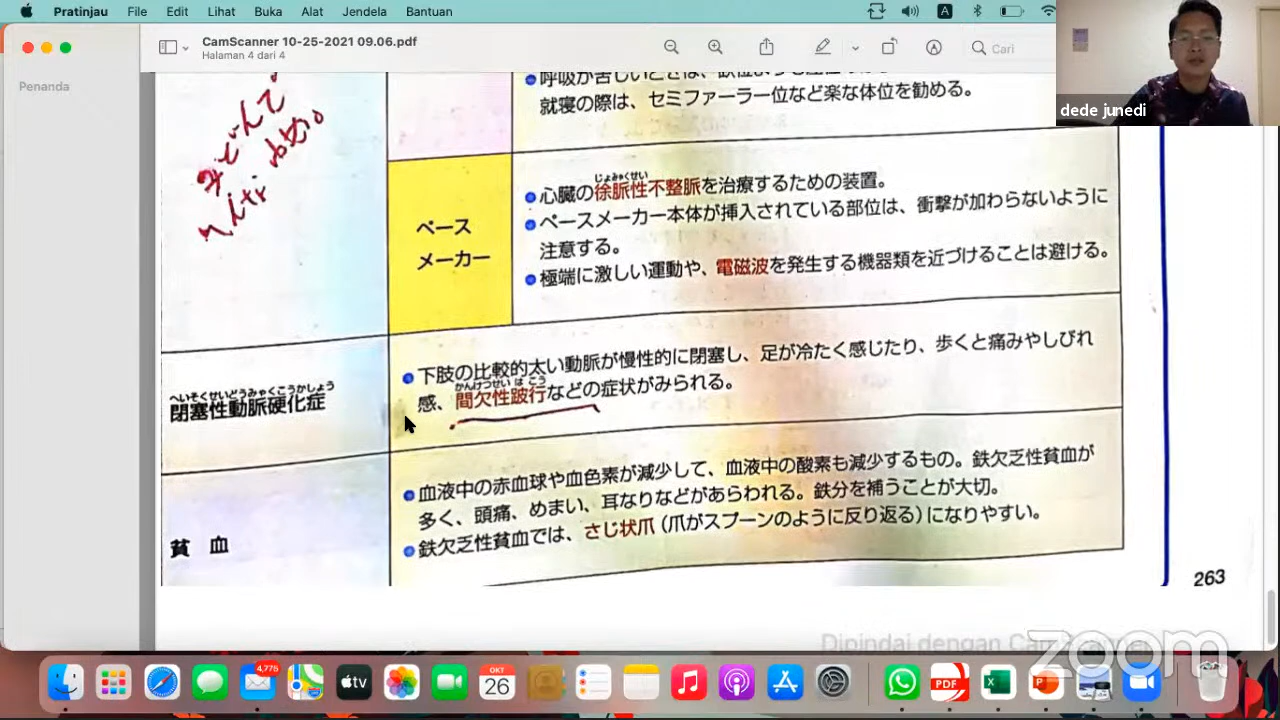 Pratinjau File Edit Lihat Buka Alat Jendela Bantuan
CamScanner 10-25-2021 09.06.pdf
Halaman 4 dari 4
Cari
dede junedi
Penanda
就寝の際は、セミファーラー位など楽な体位を勧める。
ペース
メーカー
じょみゃくせい
心臓の徐脈性不整脈を治療するための装置。
ペースメーカー本体が挿入されている部位は、衝撃が加わらないように
注意する。
極端に激しい運動や、電磁波を発生する機器類を近づけることは避ける。
へいそくせいどうみゃくこうかしょう
閉塞性動脈硬化症
下肢の比較的太い動脈が慢性的に閉塞し、足が冷たく感じたり、歩くと痛みやしびれ
かんけつせい は こう
感、間欠性跛行などの症状がみられる。
貧血
血液中の赤血球や血色素が減少して、血液中の酸素も減少するもの。鉄欠乏性貧血が
多く、頭痛、めまい、耳なりなどがあらわれる。鉄分を補うことが大切。
鉄欠乏性貧血では、さじ状爪（爪がスプーンのように反り返る）になりやすい。
263
Dipindai dengan
zoom
4,775
tv
OKT
26
PDF